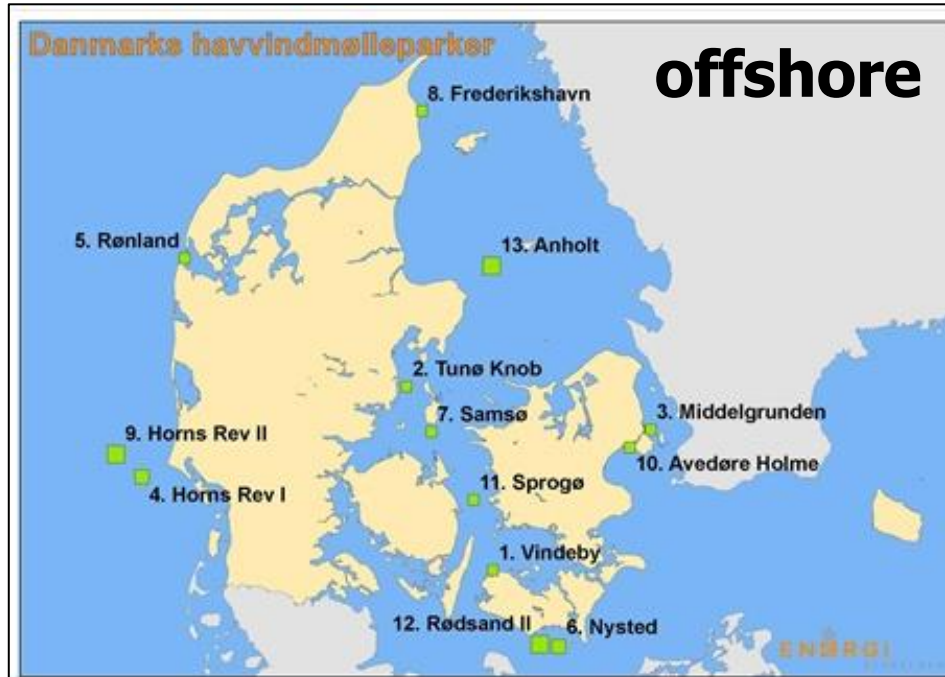 Danmarks havvindmølleparker
offshore
8. Frederikshavn
5. Rønland
13. Anholt
2. Tunø Knob
7. Samsø
3. Middelgrunden
9. Horns Rev II
10. Avedøre Holme
4. Horns Rev I
11. Sprogø
1. Vindeby
12. Rødsand II
6. Nysted
ENERGI